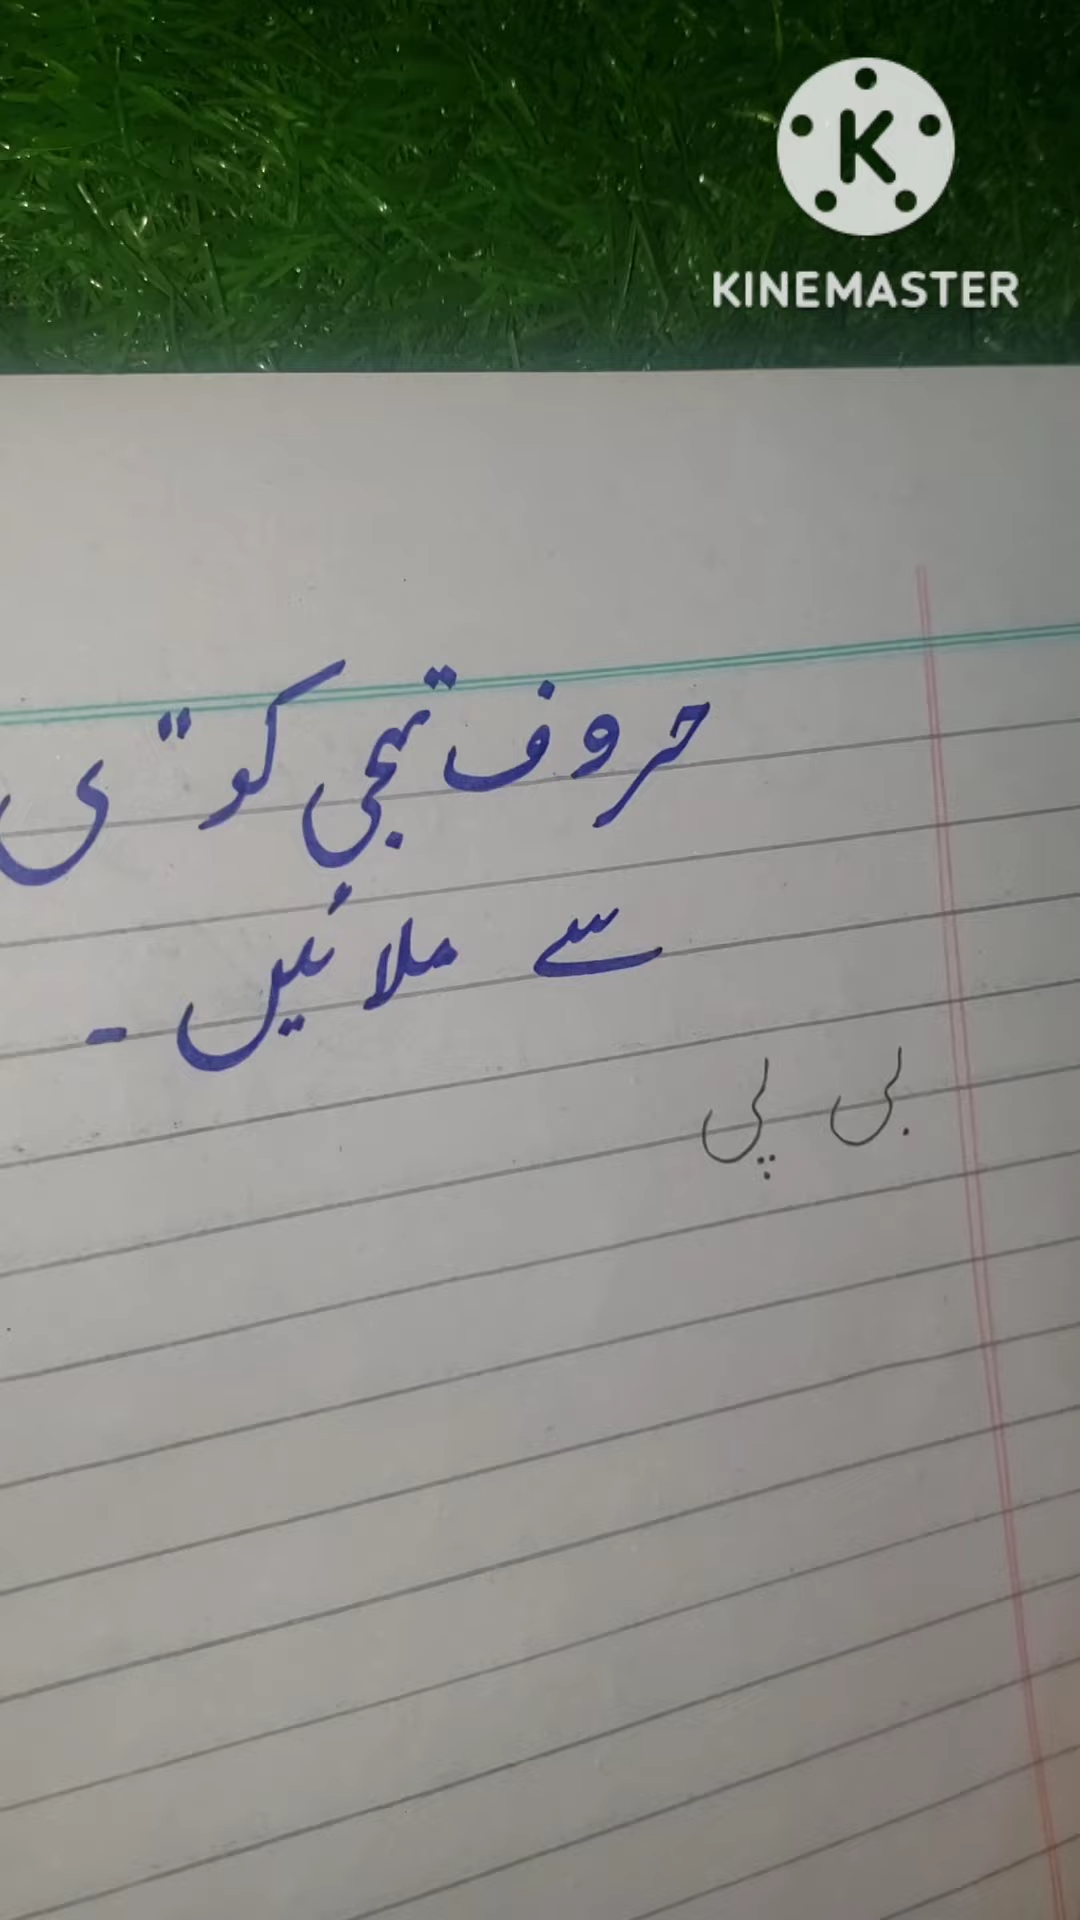 KINEMASTER
حروف تہجی کو "ی
سے ملائیں ۔
بی پی